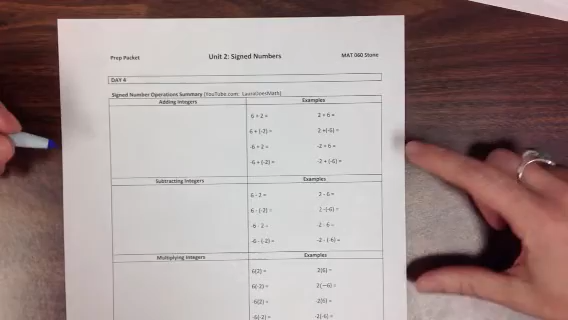 Prep Packet Unit 2: Signed Numbers MAT 060 Stone
DAY 4
Signed Number Operations Summary (YouTube.com: LauraDoesMath)
Adding Integers Examples
6 + 2 = 2 + 6 =
6 + (-2) = 2 +(-6) =
-6 + 2 = -2 + 6 =
-6 + (-2) = -2 + (-6) =
Subtracting Integers Examples
6 - 2 = 2 - 6 =
6 - (-2) = 2 -(-6) =
-6 - 2 = -2 - 6 =
-6 - (-2) = -2 - (-6) =
Multiplying Integers Examples
6(2) = 2(6) =
6(-2) = 2(−6) =
-6(2) = -2(6) =
-6(-2) = -2(-6) =